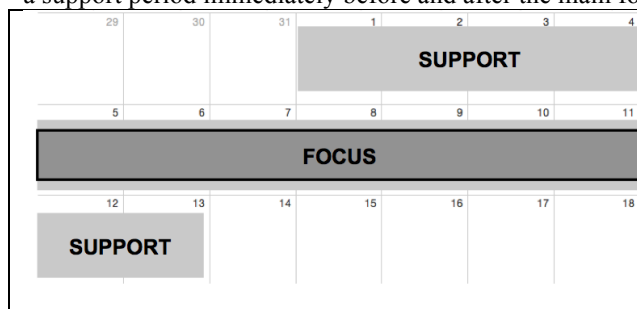 a support period immediately before and after the main fo
29 30 31 1 2 3 4
SUPPORT
5 6 7 8 9 10 11
FOCUS
12 13 14 15 16 17 18
SUPPORT